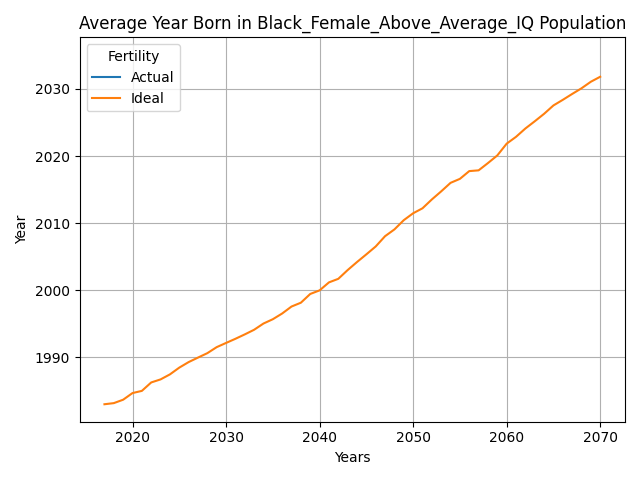 Average Year Born in Black_Female_Above_Average_IQ Population
Fertility
Actual
Ideal
2030
2020
2010
2000
1990
Year
2020 2030 2040 2050 2060 2070
Years